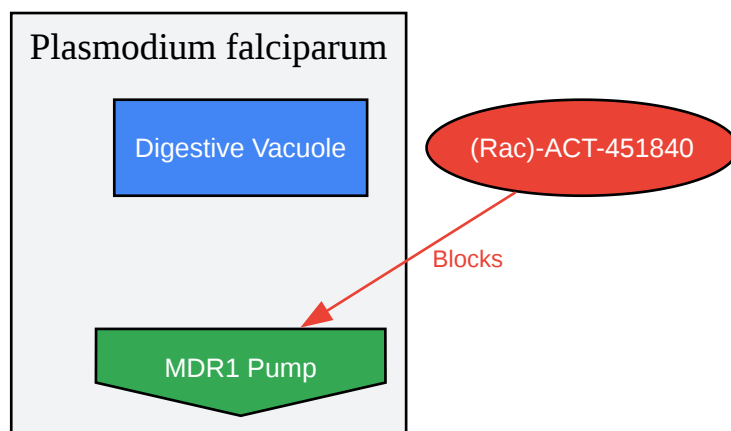 Plasmodium falciparum
Digestive Vacuole
(Rac)-ACT-451840
Blocks
MDR1 Pump